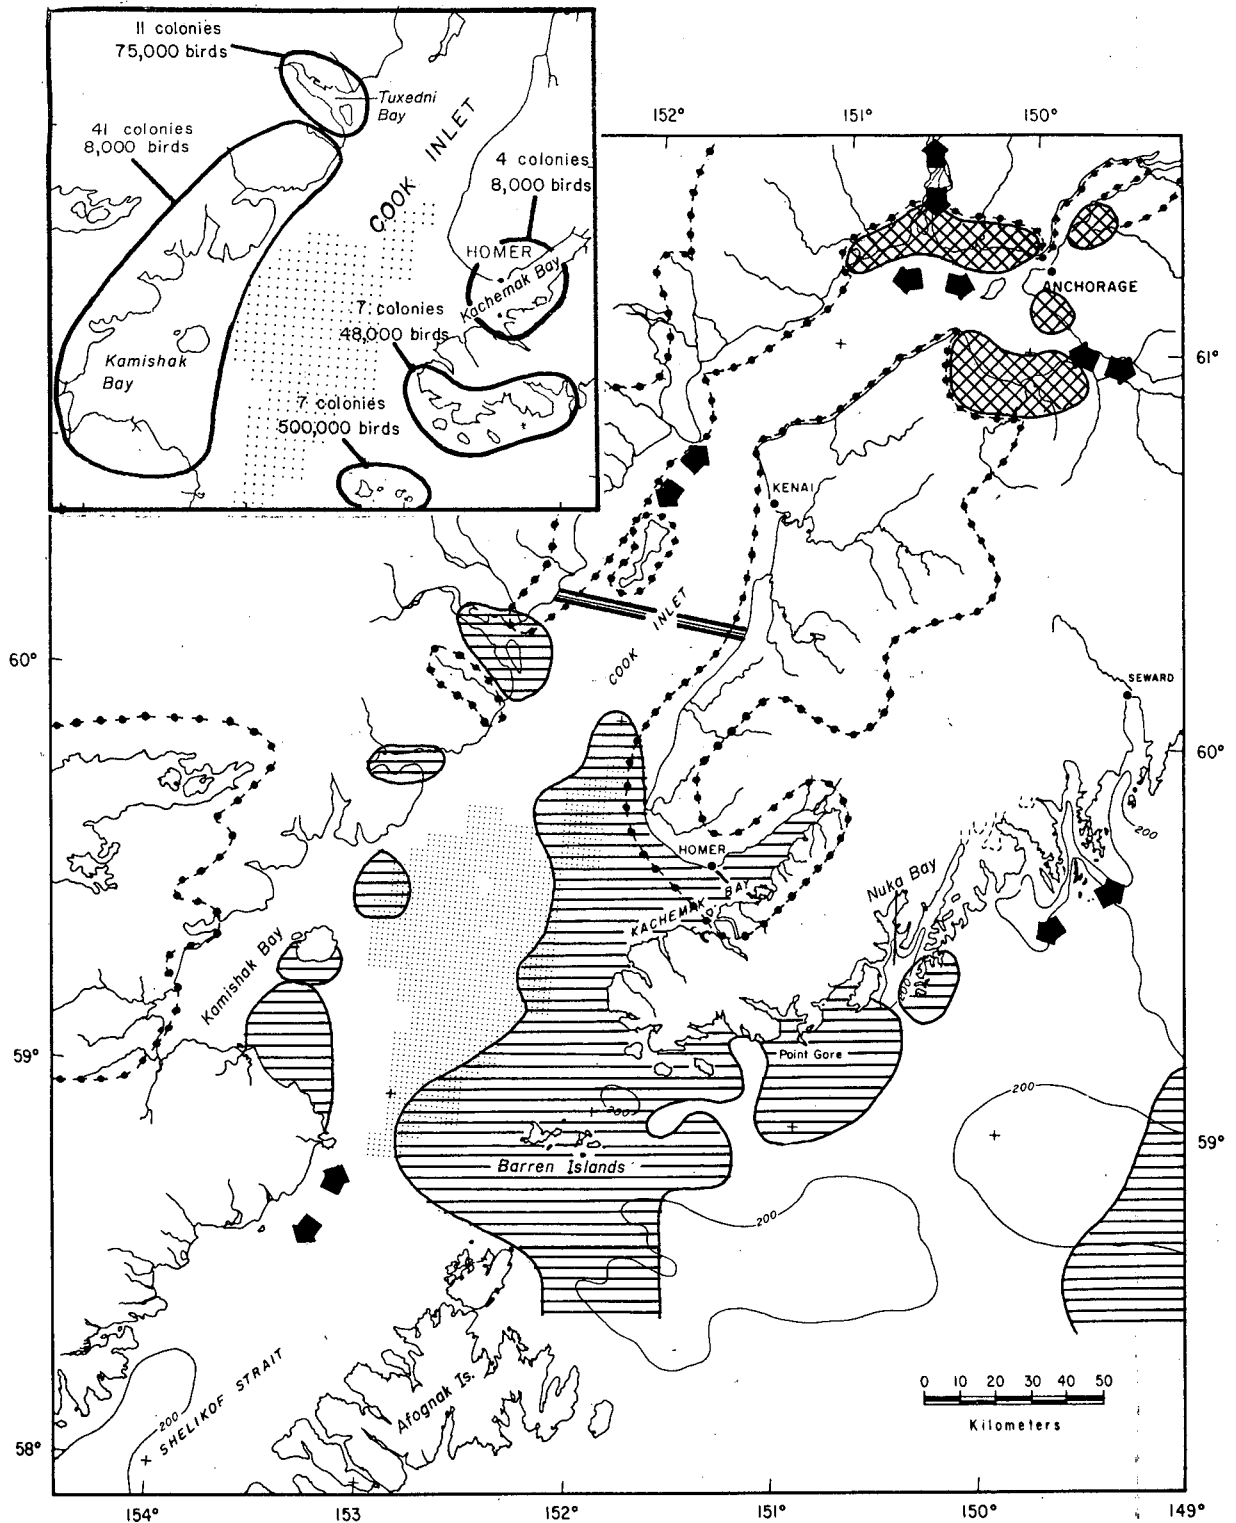 11 colonies
75,000 birds
Tuxedni
Bay
41 colonies
8,000 birds
COOK INLET
4 colonies
8,000 birds
HOMER
Kachemak Bay
7 colonies
48,000 birds
Kamishak
Bay
7 colonies
500,000 birds
152°
151°
150°
ANCHORAGE
61°
KENAI
COOK INLET
60°
SEWARD
60°
200
HOMER
KACHEMAK BAY
Nuka Bay
Kamishak Bay
200
59°
Point Gore
200
200
59°
Barren Islands
200
SHELIKOF STRAIT
200
Afognak Is.
0 10 20 30 40 50
Kilometers
58°
154°
153
152°
151°
150°
149°